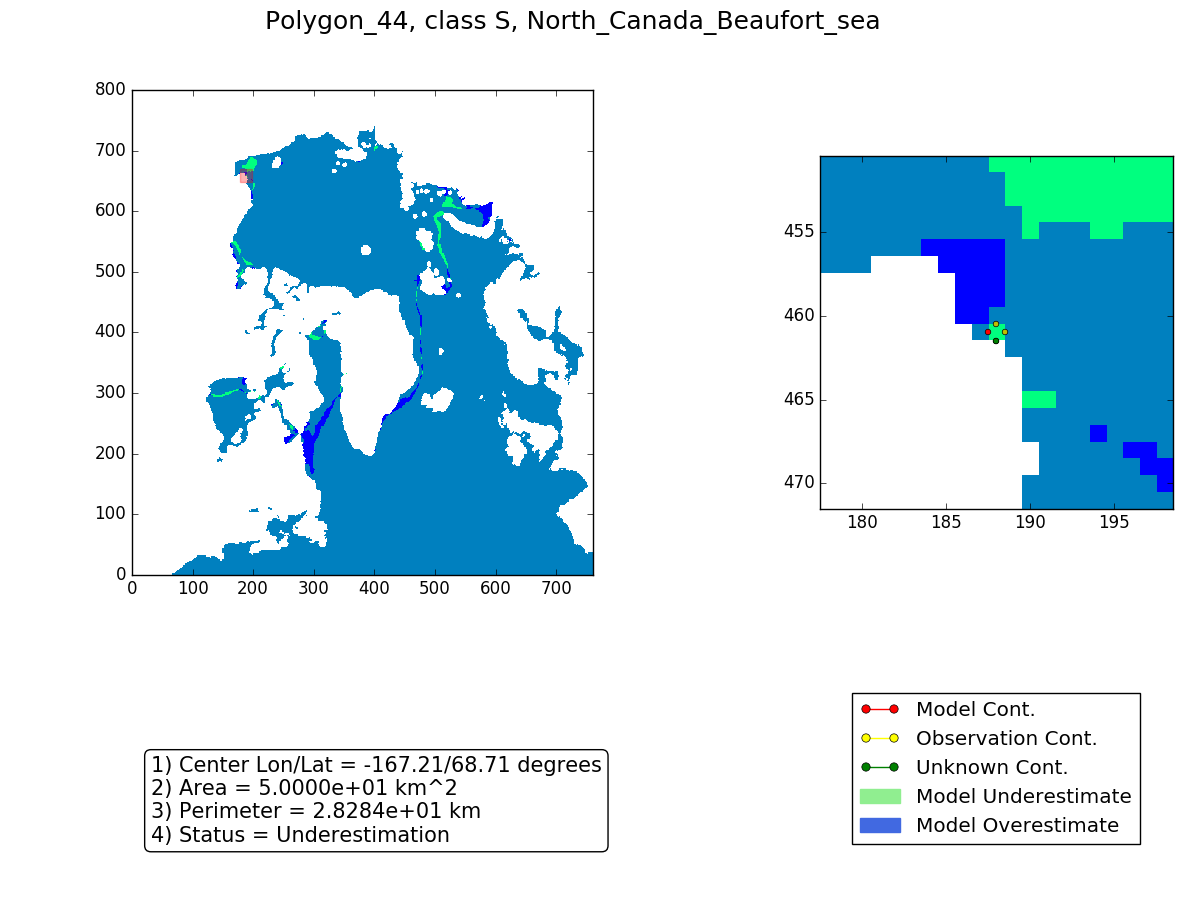 Polygon_44, class S, North_Canada_Beaufort_sea
800
700
600
500
400
300
200
100
0
0 100 200 300 400 500 600 700
455
460
465
470
180 185 190 195
1) Center Lon/Lat = -167.21/68.71 degrees
2) Area = 5.0000e+01 km^2
3) Perimeter = 2.8284e+01 km
4) Status = Underestimation
Model Cont.
Observation Cont.
Unknown Cont.
Model Underestimate
Model Overestimate